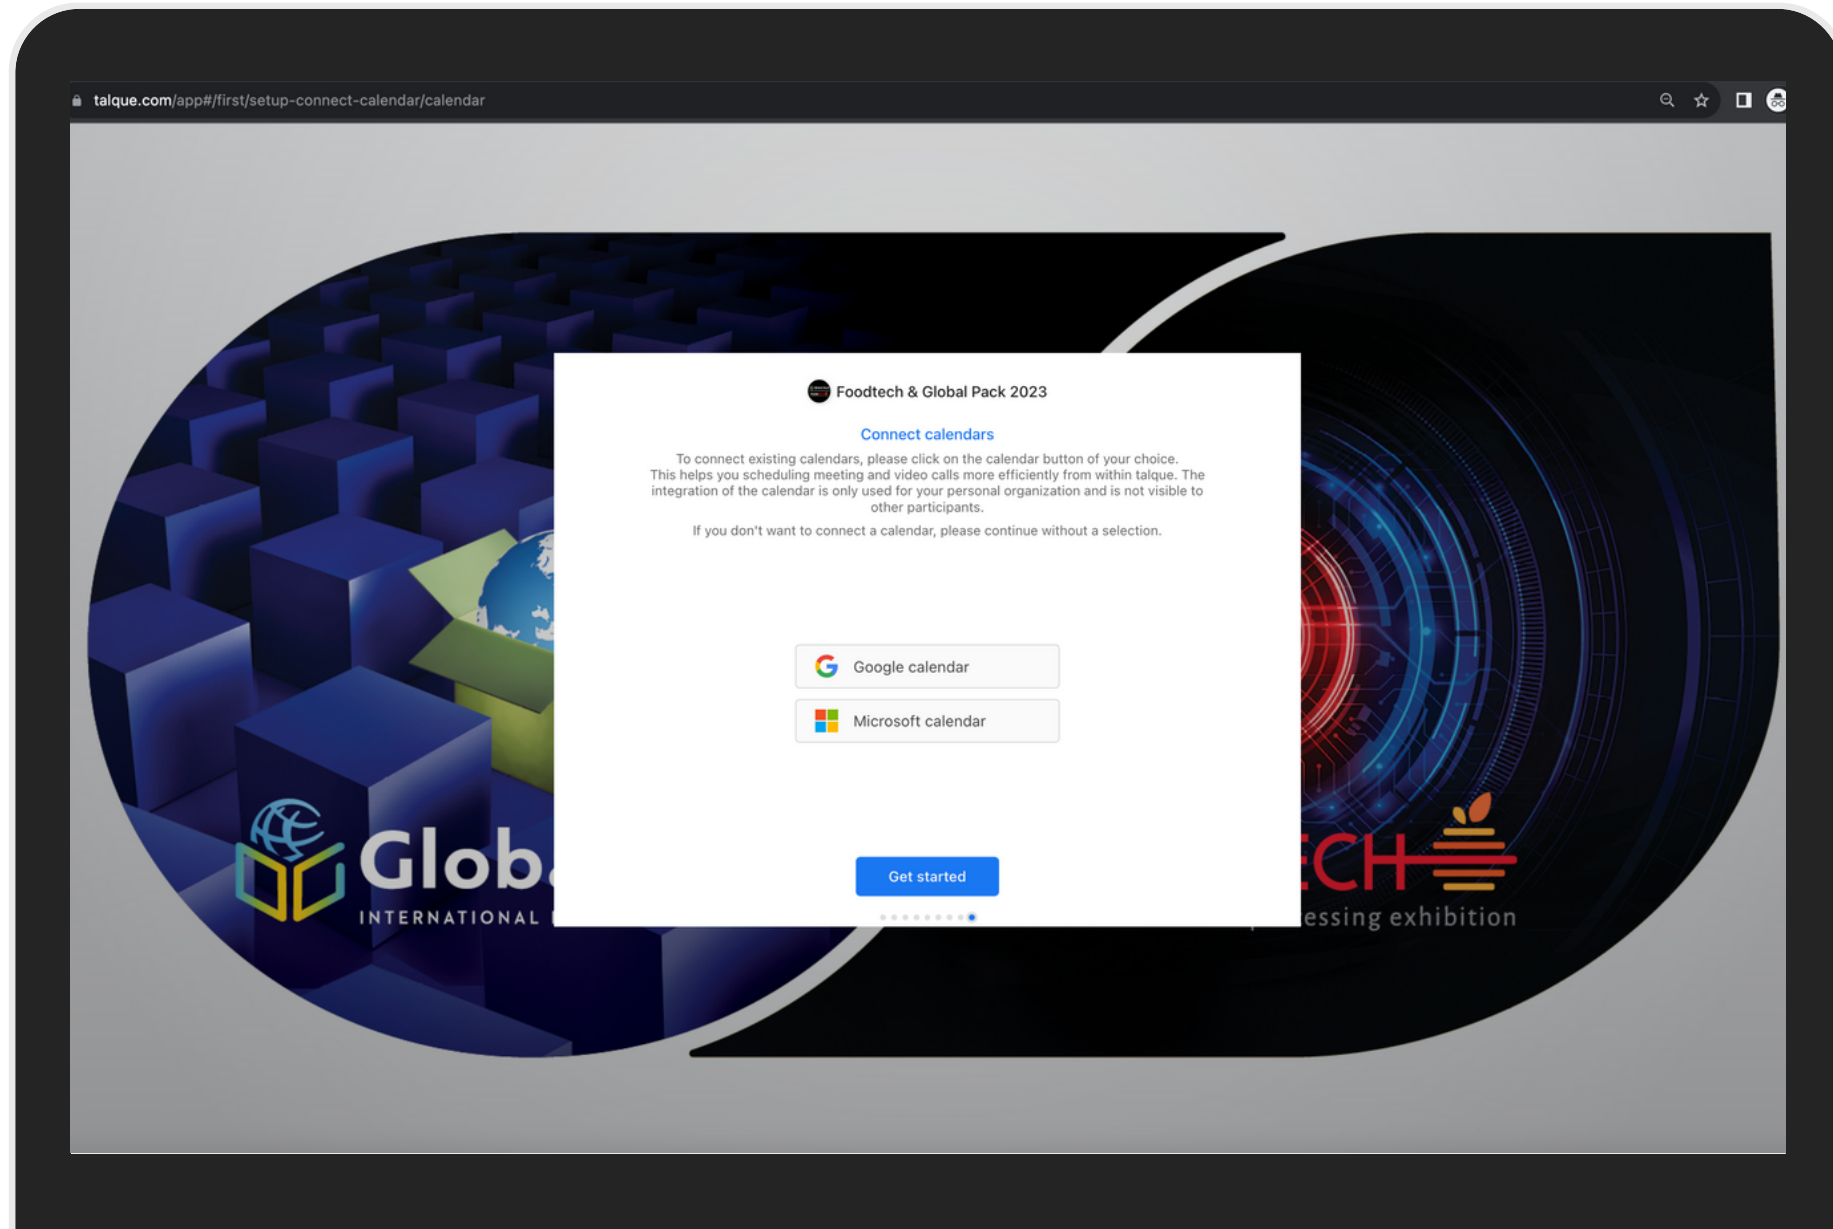 talque.com/app#/first/setup-connect-calendar/calendar
Foodtech & Global Pack 2023
Connect calendars
To connect existing calendars, please click on the calendar button of your choice.
This helps you scheduling meeting and video calls more efficiently from within talque. The
integration of the calendar is only used for your personal organization and is not visible to
other participants.
If you don't want to connect a calendar, please continue without a selection.
Google calendar
Microsoft calendar
Get started
Glob
INTERNATIONAL
ECH
essing exhibition